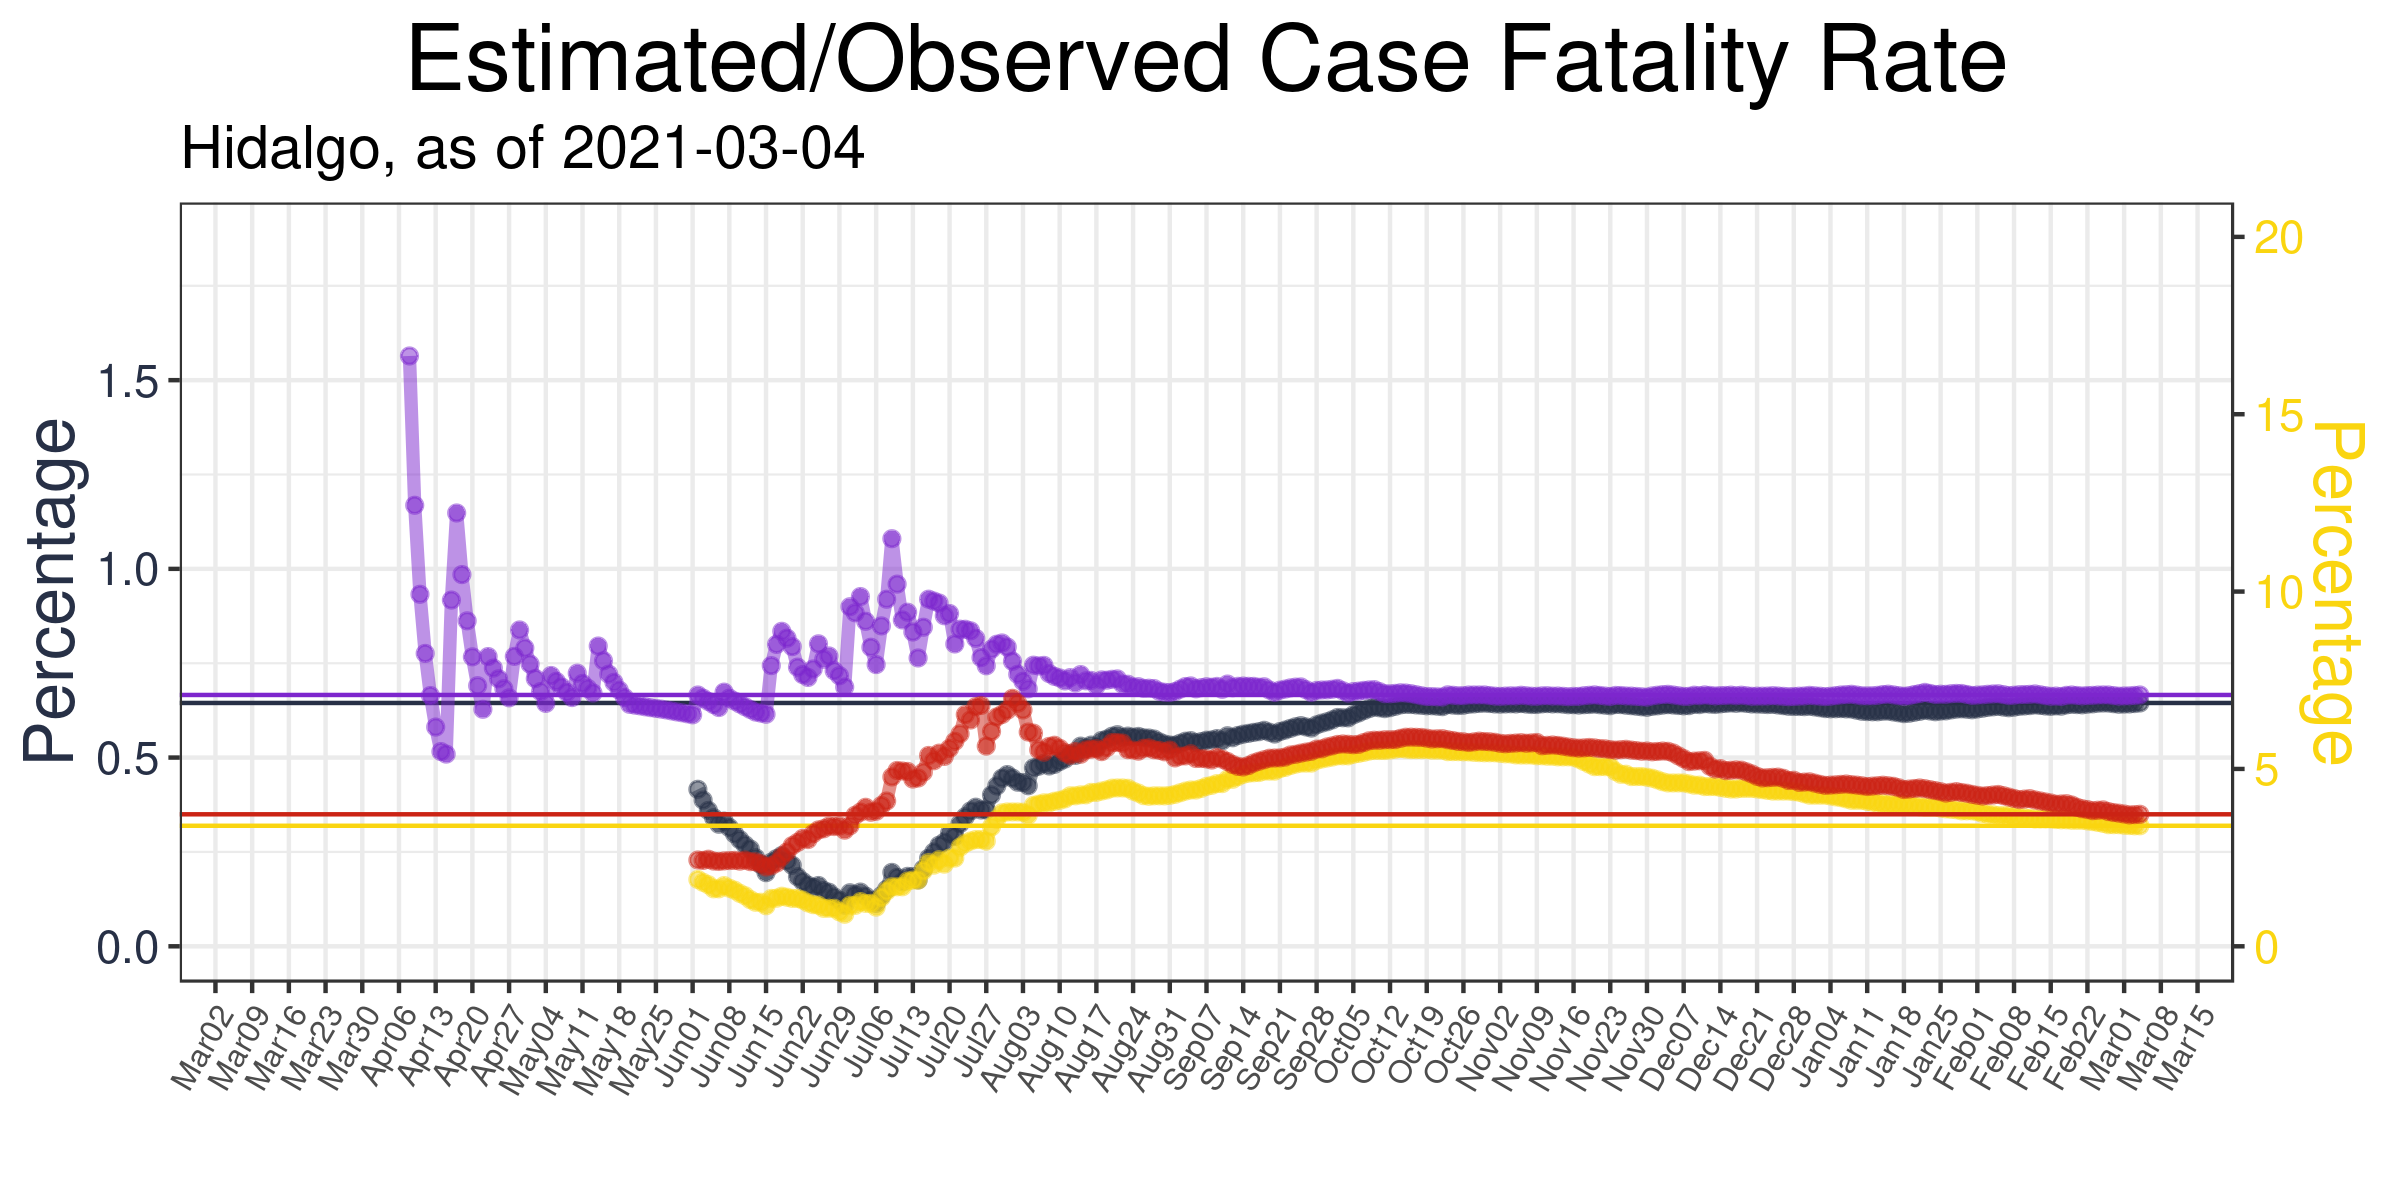 Estimated/Observed Case Fatality Rate
Hidalgo, as of 2021-03-04
Percentage
1.5
1.0
0.5
0.0
20
15
10
5
0
Percentage
Mar02
Mar09
Mar16
Mar23
Mar30
Apr06
Apr13
Apr20
Apr27
May04
May11
May18
May25
Jun01
Jun08
Jun15
Jun22
Jun29
Jul06
Jul13
Jul20
Jul27
Aug03
Aug10
Aug17
Aug24
Aug31
Sep07
Sep14
Sep21
Sep28
Oct05
Oct12
Oct19
Oct26
Nov02
Nov09
Nov16
Nov23
Nov30
Dec07
Dec14
Dec21
Dec28
Jan04
Jan11
Jan18
Jan25
Feb01
Feb08
Feb15
Feb22
Mar01
Mar08
Mar15